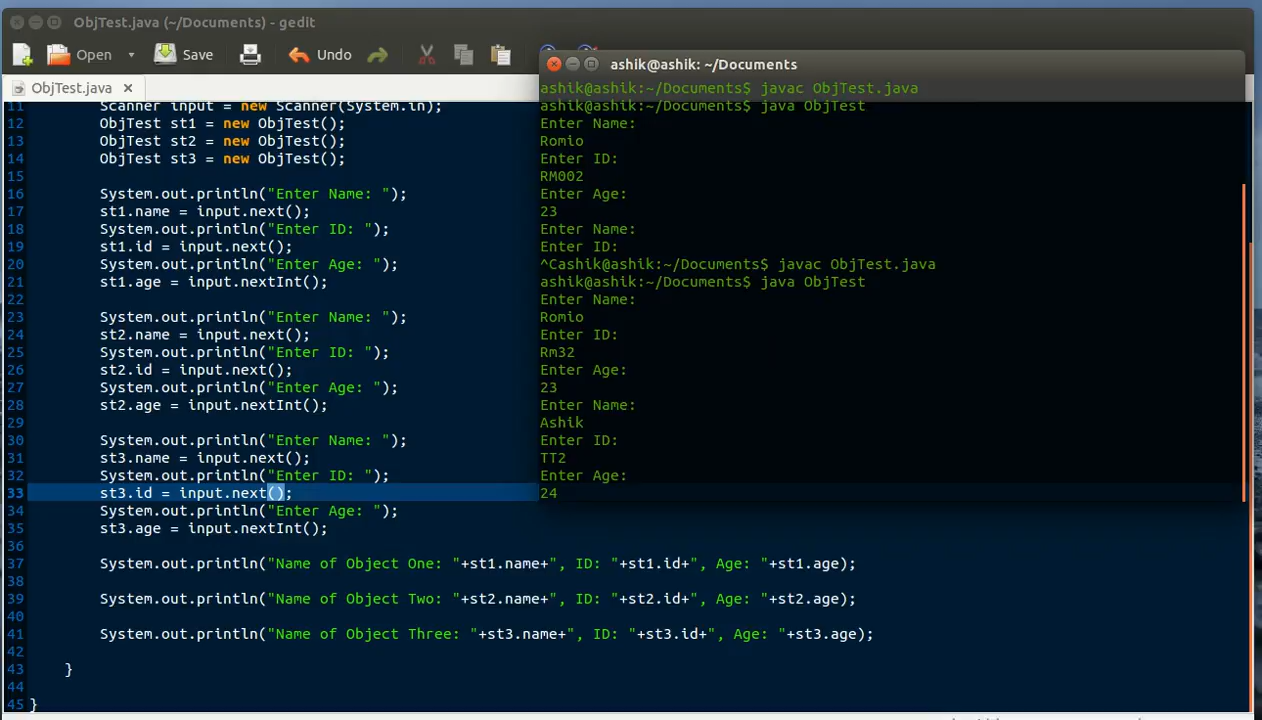 ObjTest.java (~/Documents) - gedit
Open Save Undo
ObjTest.java ×
11 Scanner input = new Scanner(System.in);
12 ObjTest st1 = new ObjTest();
13 ObjTest st2 = new ObjTest();
14 ObjTest st3 = new ObjTest();
15
16 System.out.println("Enter Name: ");
17 st1.name = input.next();
18 System.out.println("Enter ID: ");
19 st1.id = input.next();
20 System.out.println("Enter Age: ");
21 st1.age = input.nextInt();
22
23 System.out.println("Enter Name: ");
24 st2.name = input.next();
25 System.out.println("Enter ID: ");
26 st2.id = input.next();
27 System.out.println("Enter Age: ");
28 st2.age = input.nextInt();
29
30 System.out.println("Enter Name: ");
31 st3.name = input.next();
32 System.out.println("Enter ID: ");
33 st3.id = input.next();
34 System.out.println("Enter Age: ");
35 st3.age = input.nextInt();
36
37 System.out.println("Name of Object One: "+st1.name+", ID: "+st1.id+", Age: "+st1.age);
38
39 System.out.println("Name of Object Two: "+st2.name+", ID: "+st2.id+", Age: "+st2.age);
40
41 System.out.println("Name of Object Three: "+st3.name+", ID: "+st3.id+", Age: "+st3.age);
42
43 }
44
45 }
ashik@ashik: ~/Documents
ashik@ashik:~/Documents$ javac ObjTest.java
ashik@ashik:~/Documents$ java ObjTest
Enter Name:
Romio
Enter ID:
RM002
Enter Age:
23
Enter Name:
Enter ID:
^Cashik@ashik:~/Documents$ javac ObjTest.java
ashik@ashik:~/Documents$ java ObjTest
Enter Name:
Romio
Enter ID:
Rm32
Enter Age:
23
Enter Name:
Ashik
Enter ID:
TT2
Enter Age:
24